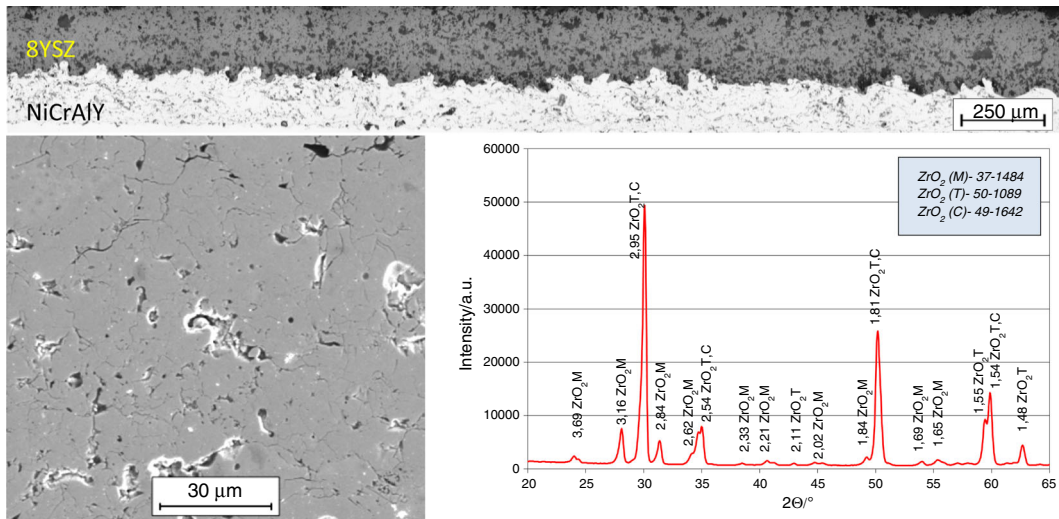 8YSZ
NiCrAlY
250 μm
30 μm
60000
50000
40000
30000
20000
10000
0
Intensity/a.u.
ZrO₂ (M)- 37-1484
ZrO₂ (T)- 50-1089
ZrO₂ (C)- 49-1642
3,69 ZrO₂M
3,16 ZrO₂M
2,95 ZrO₂T,C
2,84 ZrO₂M
2,62 ZrO₂M
2,54 ZrO₂T,C
2,33 ZrO₂M
2,21 ZrO₂M
2,11 ZrO₂T
2,02 ZrO₂M
1,84 ZrO₂M
1,81 ZrO₂T,C
1,69 ZrO₂M
1,65 ZrO₂M
1,55 ZrO₂T
1,54 ZrO₂T,C
1,48 ZrO₂T
20 25 30 35 40 45 50 55 60 65
2Θ/°